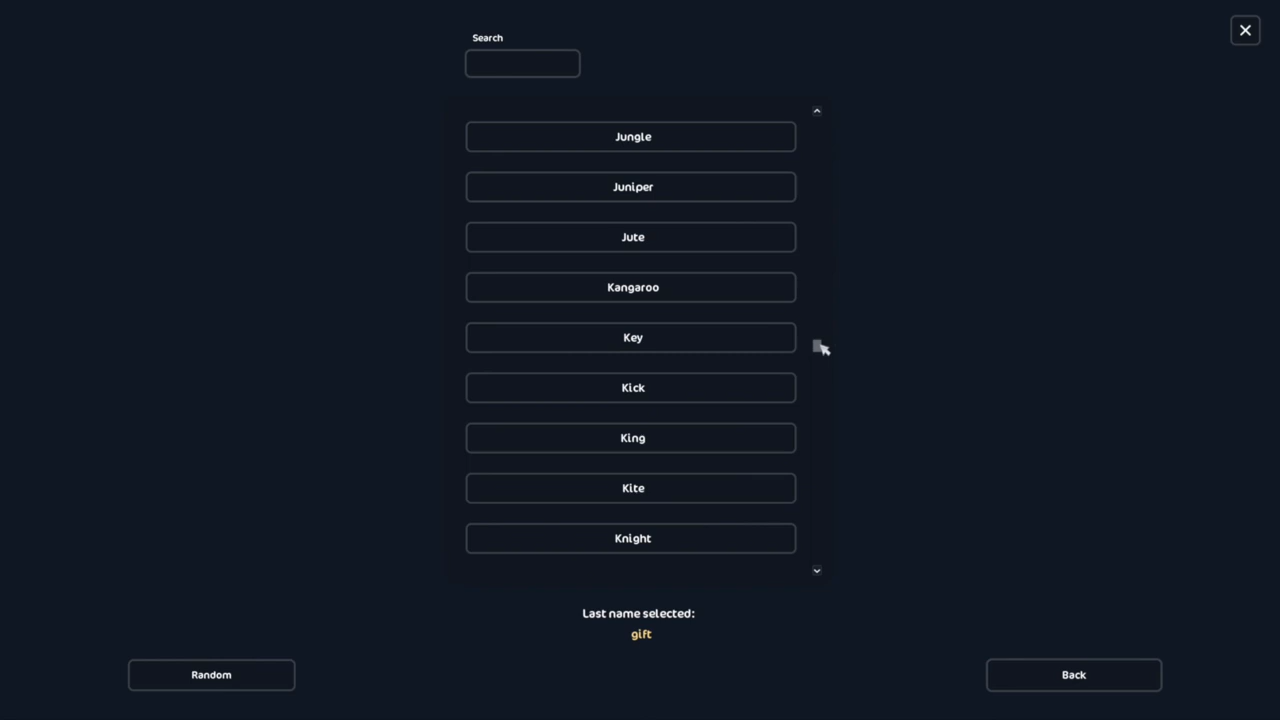 Search
Jungle
Juniper
Jute
Kangaroo
Key
Kick
King
Kite
Knight
Last name selected:
gift
Random
Back